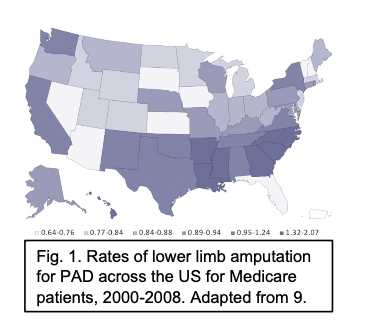 0.64-0.76 0.77-0.84 0.84-0.88 0.89-0.94 0.95-1.24 1.32-2.07
Fig. 1. Rates of lower limb amputation
for PAD across the US for Medicare
patients, 2000-2008. Adapted from 9.